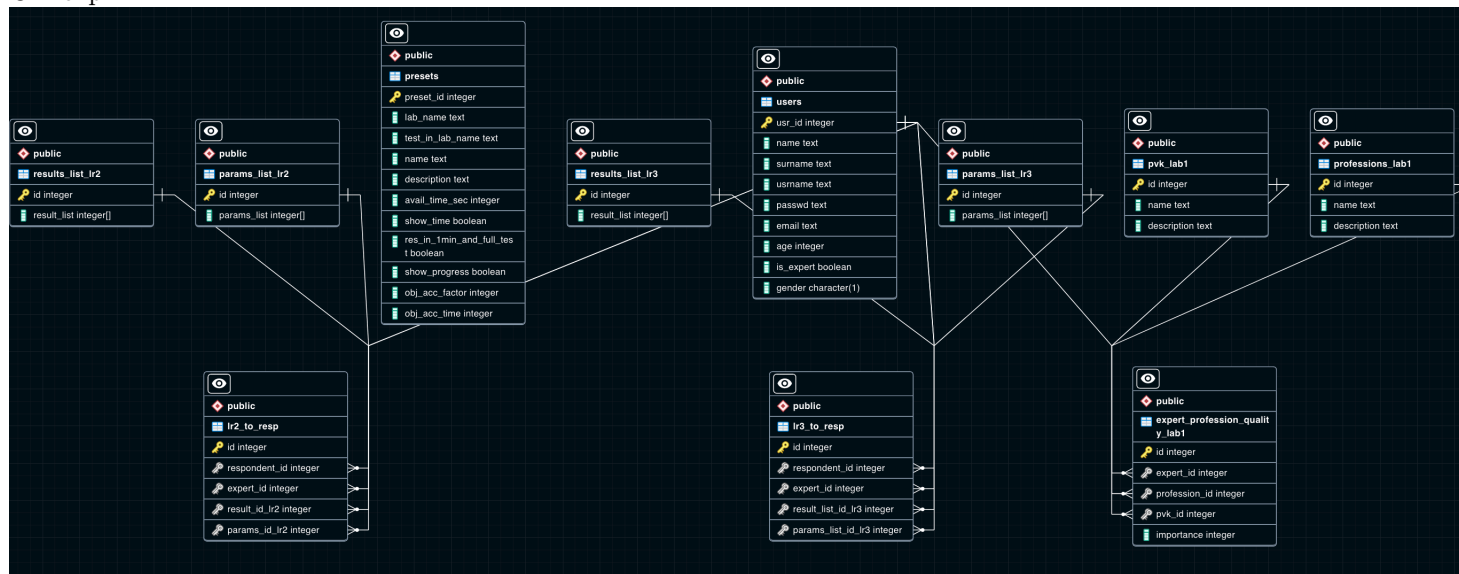 public
presets
preset_id integer
lab_name text
test_in_lab_name text
name text
description text
avail_time_sec integer
show_time boolean
res_in_1min_and_full_tes
t boolean
show_progress boolean
obj_acc_factor integer
obj_acc_time integer
public
users
usr_id integer
name text
surname text
usrname text
passwd text
email text
age integer
is_expert boolean
gender character(1)
public
results_list_lr2
id integer
result_list integer[]
public
params_list_lr2
id integer
params_list integer[]
public
results_list_lr3
id integer
result_list integer[]
public
params_list_lr3
id integer
params_list integer[]
public
pvk_lab1
id integer
name text
description text
public
professions_lab1
id integer
name text
description text
public
lr2_to_resp
id integer
respondent_id integer
expert_id integer
result_id_lr2 integer
params_id_lr2 integer
public
lr3_to_resp
id integer
respondent_id integer
expert_id integer
result_list_id_lr3 integer
params_list_id_lr3 integer
public
expert_profession_qualit
y_lab1
id integer
expert_id integer
profession_id integer
pvk_id integer
importance integer